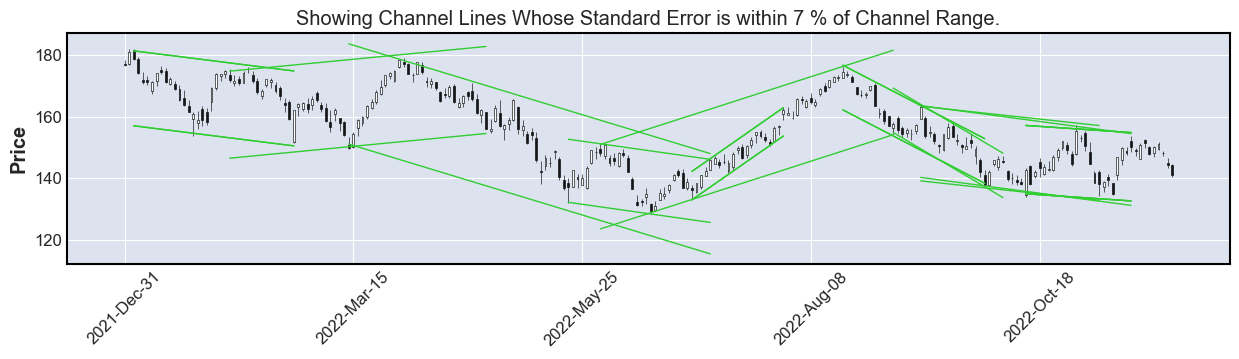 Showing Channel Lines Whose Standard Error is within 7 % of Channel Range.
Price
180
160
140
120
2021-Dec-31
2022-Mar-15
2022-May-25
2022-Aug-08
2022-Oct-18